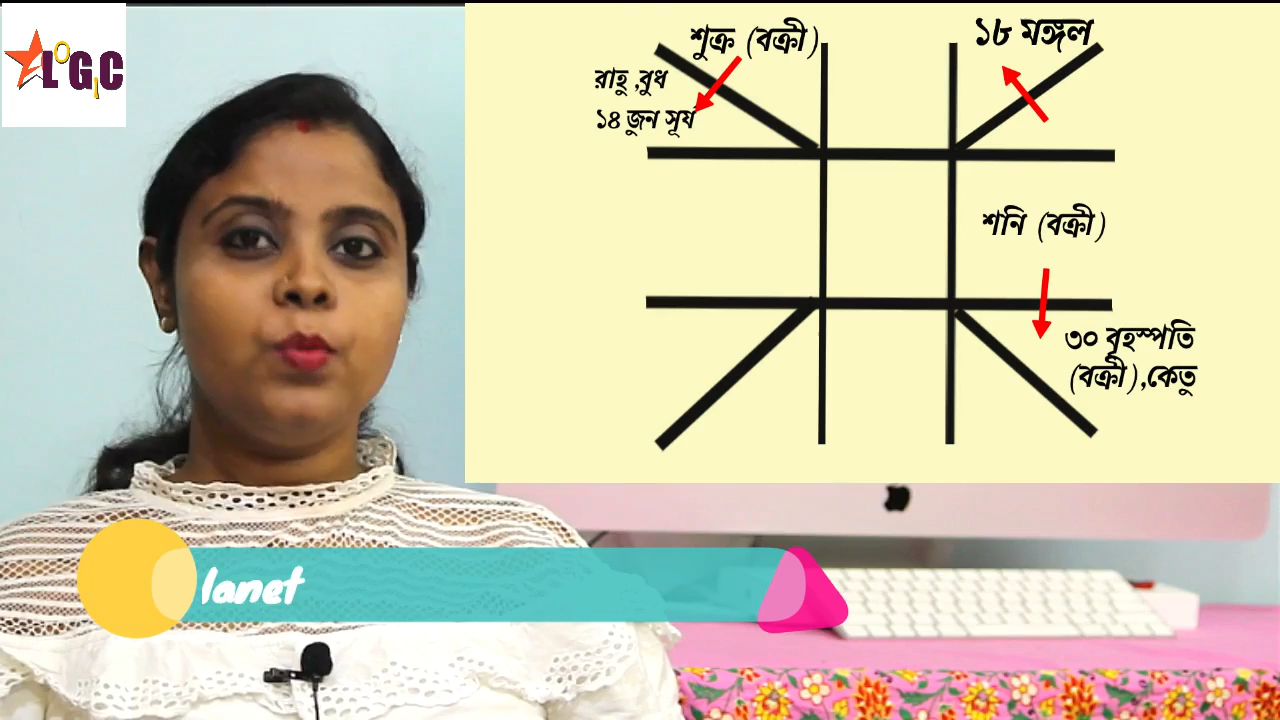 LOGIC
শুক্র (বক্রী)
রাহু ,বুধ
১৪ জুন সূর্য
১৮ মঙ্গল
শনি (বক্রী)
৩০ বৃহস্পতি
(বক্রী),কেতু
lanet